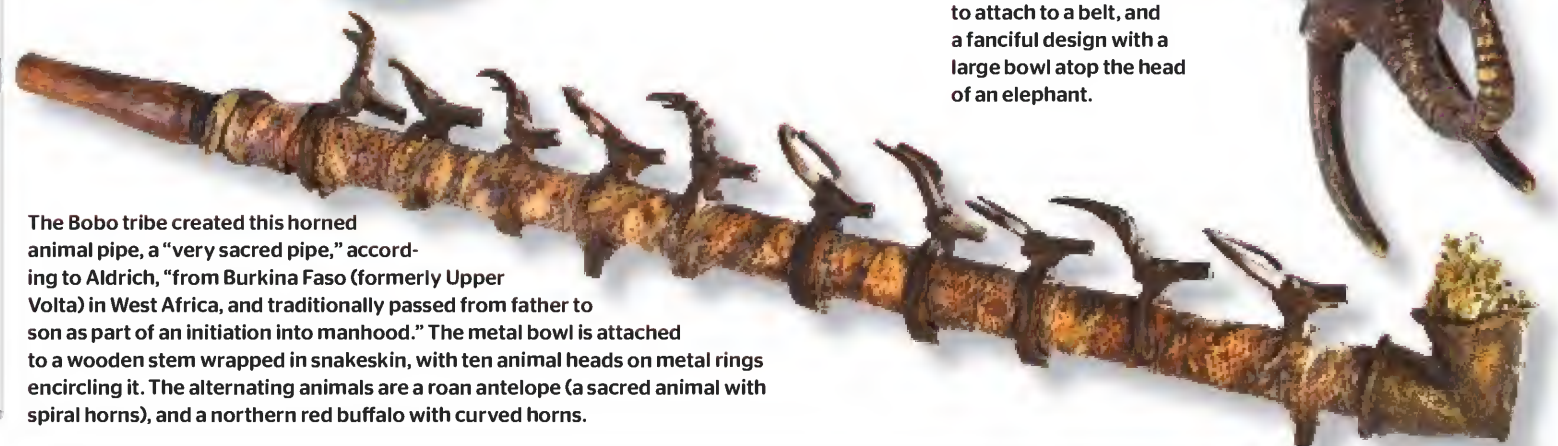 to attach to a belt, and
a fanciful design with a
large bowl atop the head
of an elephant.
The Bobo tribe created this horned
animal pipe, a “very sacred pipe,” accord-
ing to Aldrich, “from Burkina Faso (formerly Upper
Volta) in West Africa, and traditionally passed from father to
son as part of an initiation into manhood.” The metal bowl is attached
to a wooden stem wrapped in snakeskin, with ten animal heads on metal rings
encircling it. The alternating animals are a roan antelope (a sacred animal with
spiral horns), and a northern red buffalo with curved horns.